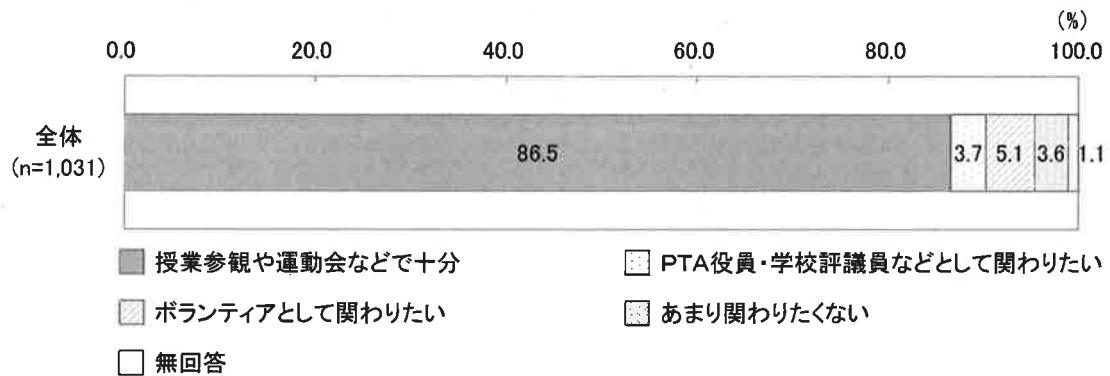 (%)
0.0 20.0 40.0 60.0 80.0 100.0
全体
(n=1,031)
86.5 3.7 5.1 3.6 1.1
授業参観や運動会などで十分 PTA役員・学校評議員などとして関わりたい
ボランティアとして関わりたい あまり関わりたくない
無回答